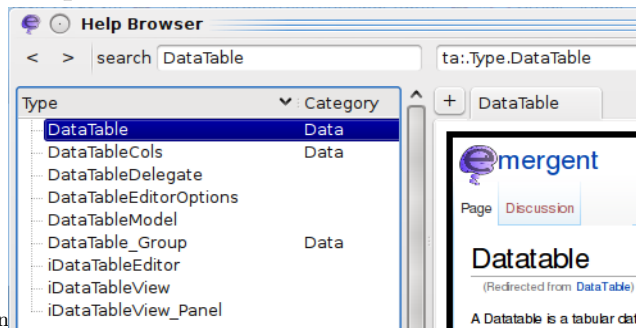 Help Browser
< > search DataTable ta:.Type.DataTable
Type Category
DataTable Data
DataTableCols Data
DataTableDelegate
DataTableEditorOptions
DataTableModel
DataTable_Group Data
iDataTableEditor
iDataTableView
iDataTableView_Panel
+ DataTable
emergent
Page Discussion
Datatable
(Redirected from DataTable)
A Datatable is a tabular dat
n